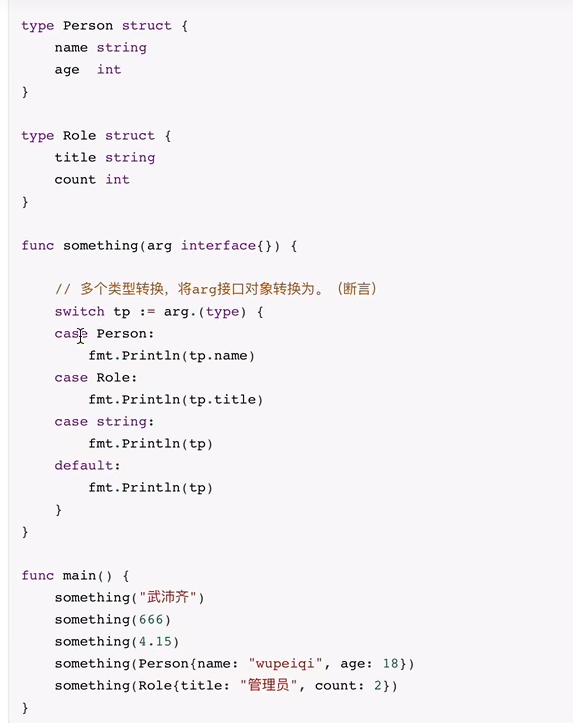 type Person struct {
    name string
    age  int
}

type Role struct {
    title string
    count int
}

func something(arg interface{}) {

    // 多个类型转换，将arg接口对象转换为。（断言）
    switch tp := arg.(type) {
    case Person:
        fmt.Println(tp.name)
    case Role:
        fmt.Println(tp.title)
    case string:
        fmt.Println(tp)
    default:
        fmt.Println(tp)
    }
}

func main() {
    something("武沛齐")
    something(666)
    something(4.15)
    something(Person{name: "wupeiqi", age: 18})
    something(Role{title: "管理员", count: 2})
}